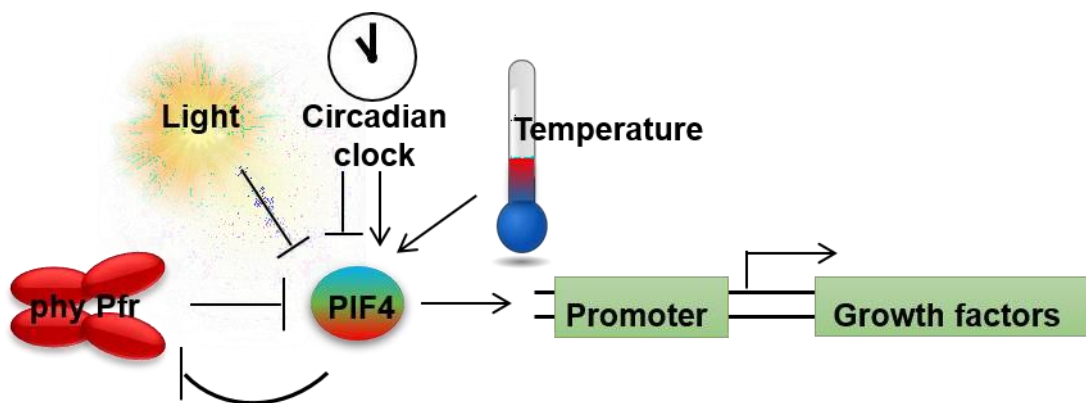 Light
Circadian
clock
Temperature
phy Pfr
PIF4
Promoter
Growth factors